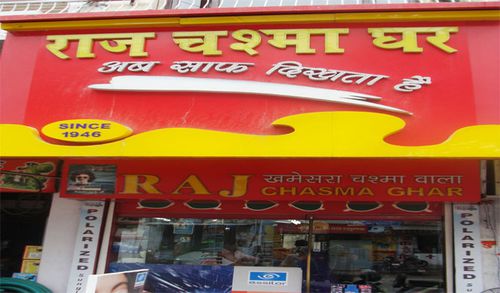 राज चश्मा घर
अब साफ दिखता है
SINCE
1946
RAJ
खमेसरा चश्मा वाला
CHASMA GHAR
POLARIZED
POLARIZED
essilor